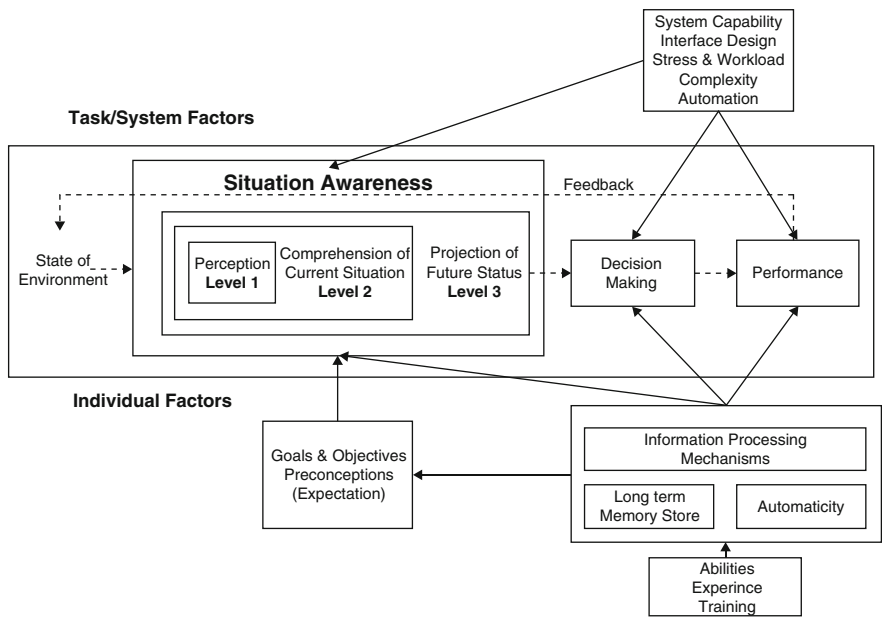 System Capability
Interface Design
Stress & Workload
Complexity
Automation
Task/System Factors
Situation Awareness
Feedback
State of
Environment
Perception
Level 1
Comprehension of
Current Situation
Level 2
Projection of
Future Status
Level 3
Decision
Making
Performance
Individual Factors
Goals & Objectives
Preconceptions
(Expectation)
Information Processing
Mechanisms
Long term
Memory Store
Automaticity
Abilities
Experince
Training